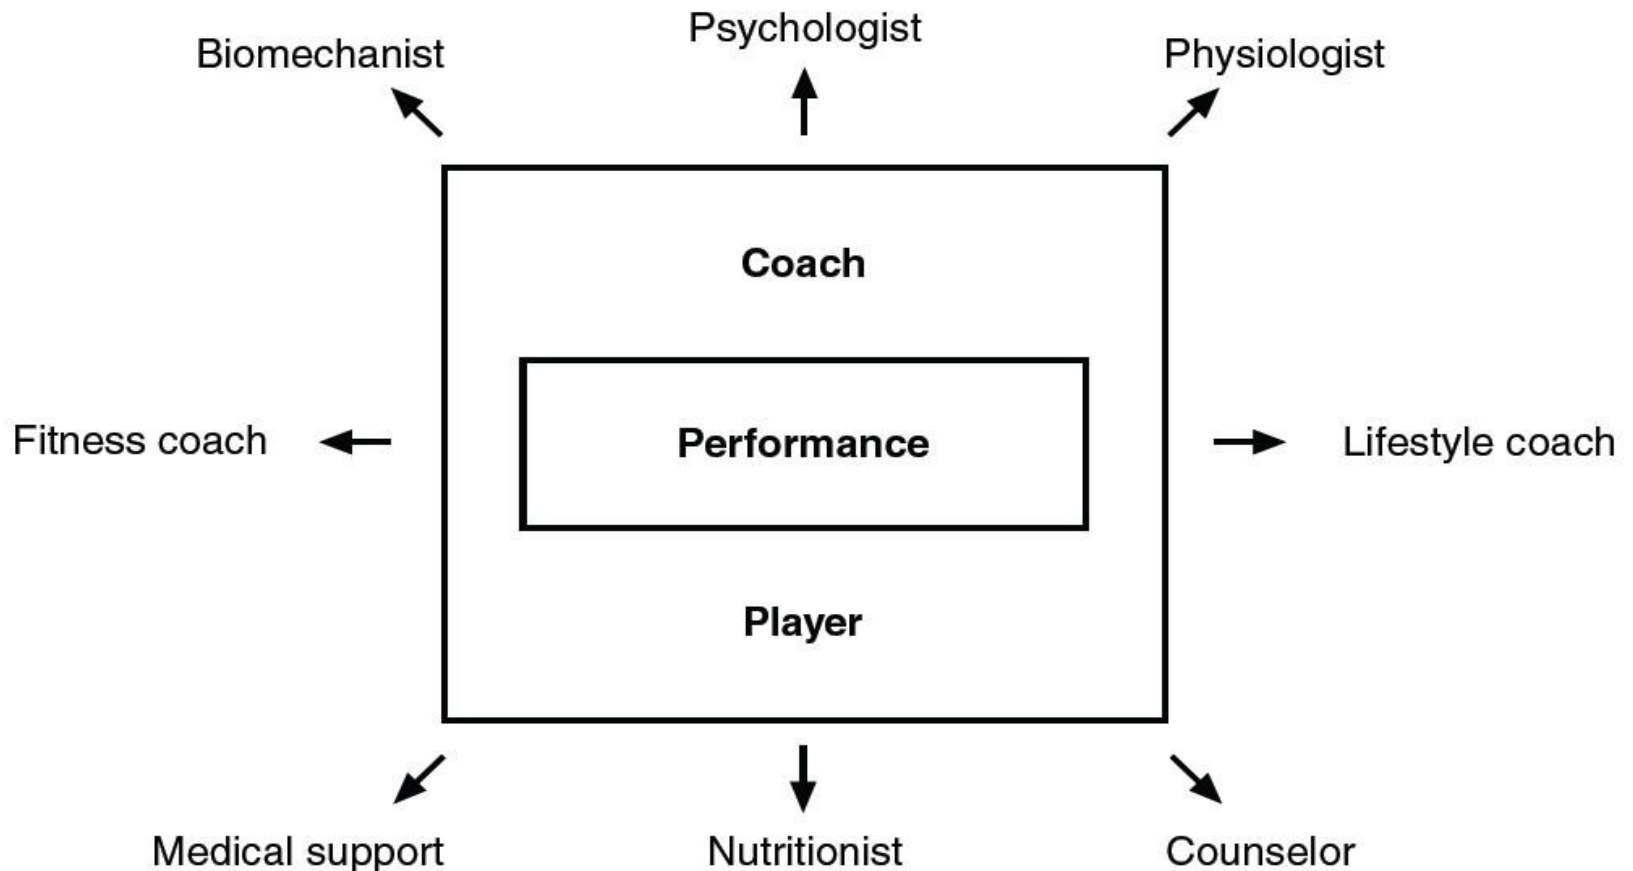 Psychologist
Biomechanist
Physiologist
Coach
Fitness coach
Performance
Lifestyle coach
Player
Medical support
Nutritionist
Counselor